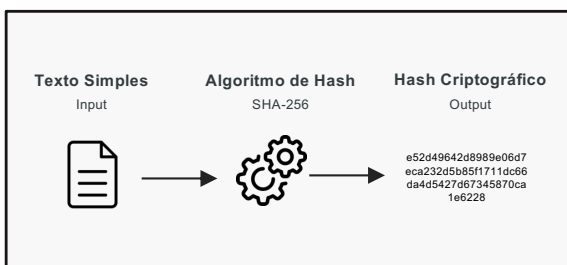 Texto Simples
Input
Algoritmo de Hash
SHA-256
Hash Criptográfico
Output
e52d49642d8989e06d7
eca232d5b85f1711dc66
da4d5427d67345870ca
1e6228